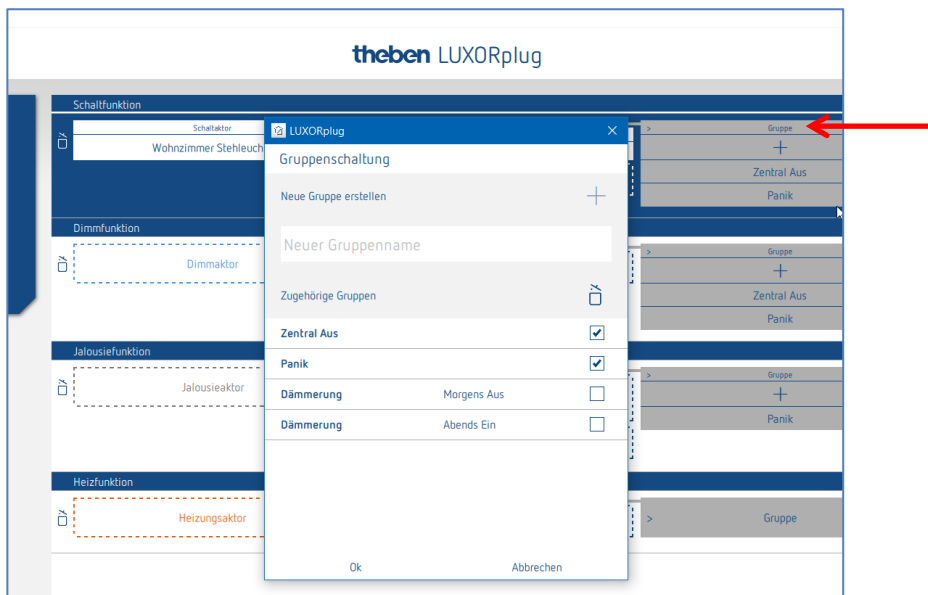 theben LUXORplug
Schaltfunktion
Schaltaktor
Wohnzimmer Stehleuch
> Gruppe
+
Zentral Aus
Panik
LUXORplug
Gruppenschaltung
Neue Gruppe erstellen
Neuer Gruppenname
Zugehörige Gruppen
Zentral Aus
Panik
Dämmerung Morgens Aus
Dämmerung Abends Ein
Ok Abbrechen
Dimmfunktion
Dimmaktor
> Gruppe
+
Zentral Aus
Panik
Jalousiefunktion
Jalousieaktor
> Gruppe
+
Panik
Heizfunktion
Heizungsaktor
> Gruppe